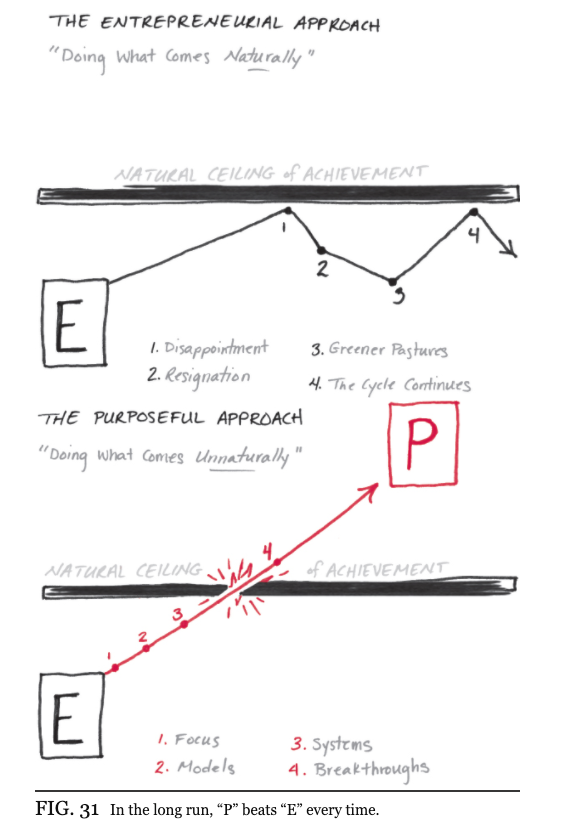 THE ENTREPRENEURIAL APPROACH
"Doing What Comes Naturally"
NATURAL CEILING of ACHIEVEMENT
1
2
3
4
E
1. Disappointment
2. Resignation
3. Greener Pastures
4. The Cycle Continues
THE PURPOSEFUL APPROACH
"Doing What Comes Unnaturally"
P
NATURAL CEILING of ACHIEVEMENT
4
3
2
1
E
1. Focus
2. Models
3. Systems
4. Breakthroughs
FIG. 31 In the long run, “P” beats “E” every time.